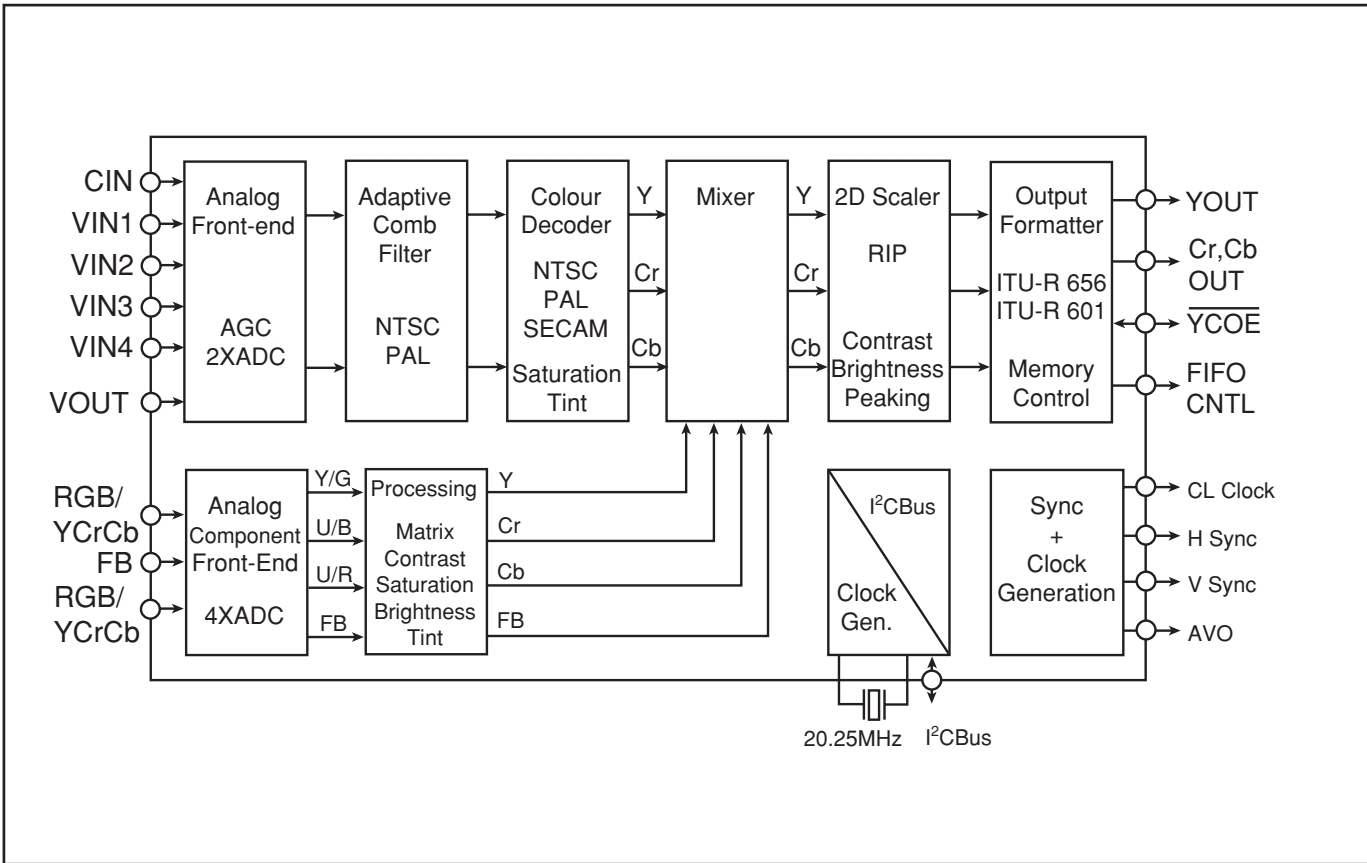 CIN
VIN1
VIN2
VIN3
VIN4
VOUT
Analog
Front-end
AGC
2XADC
Adaptive
Comb
Filter
NTSC
PAL
Colour
Decoder
NTSC
PAL
SECAM
Saturation
Tint
Y
Cr
Cb
Mixer
Y
Cr
Cb
2D Scaler
RIP
Contrast
Brightness
Peaking
Output
Formatter
ITU-R 656
ITU-R 601
Memory
Control
YOUT
Cr,Cb
OUT
YCOE
FIFO
CNTL
RGB/
YCrCb
FB
RGB/
YCrCb
Analog
Component
Front-End
4XADC
Y/G
U/B
U/R
FB
Processing
Matrix
Contrast
Saturation
Brightness
Tint
Y
Cr
Cb
FB
I²CBus
Clock
Gen.
20.25MHz
I²CBus
Sync
+
Clock
Generation
CL Clock
H Sync
V Sync
AVO